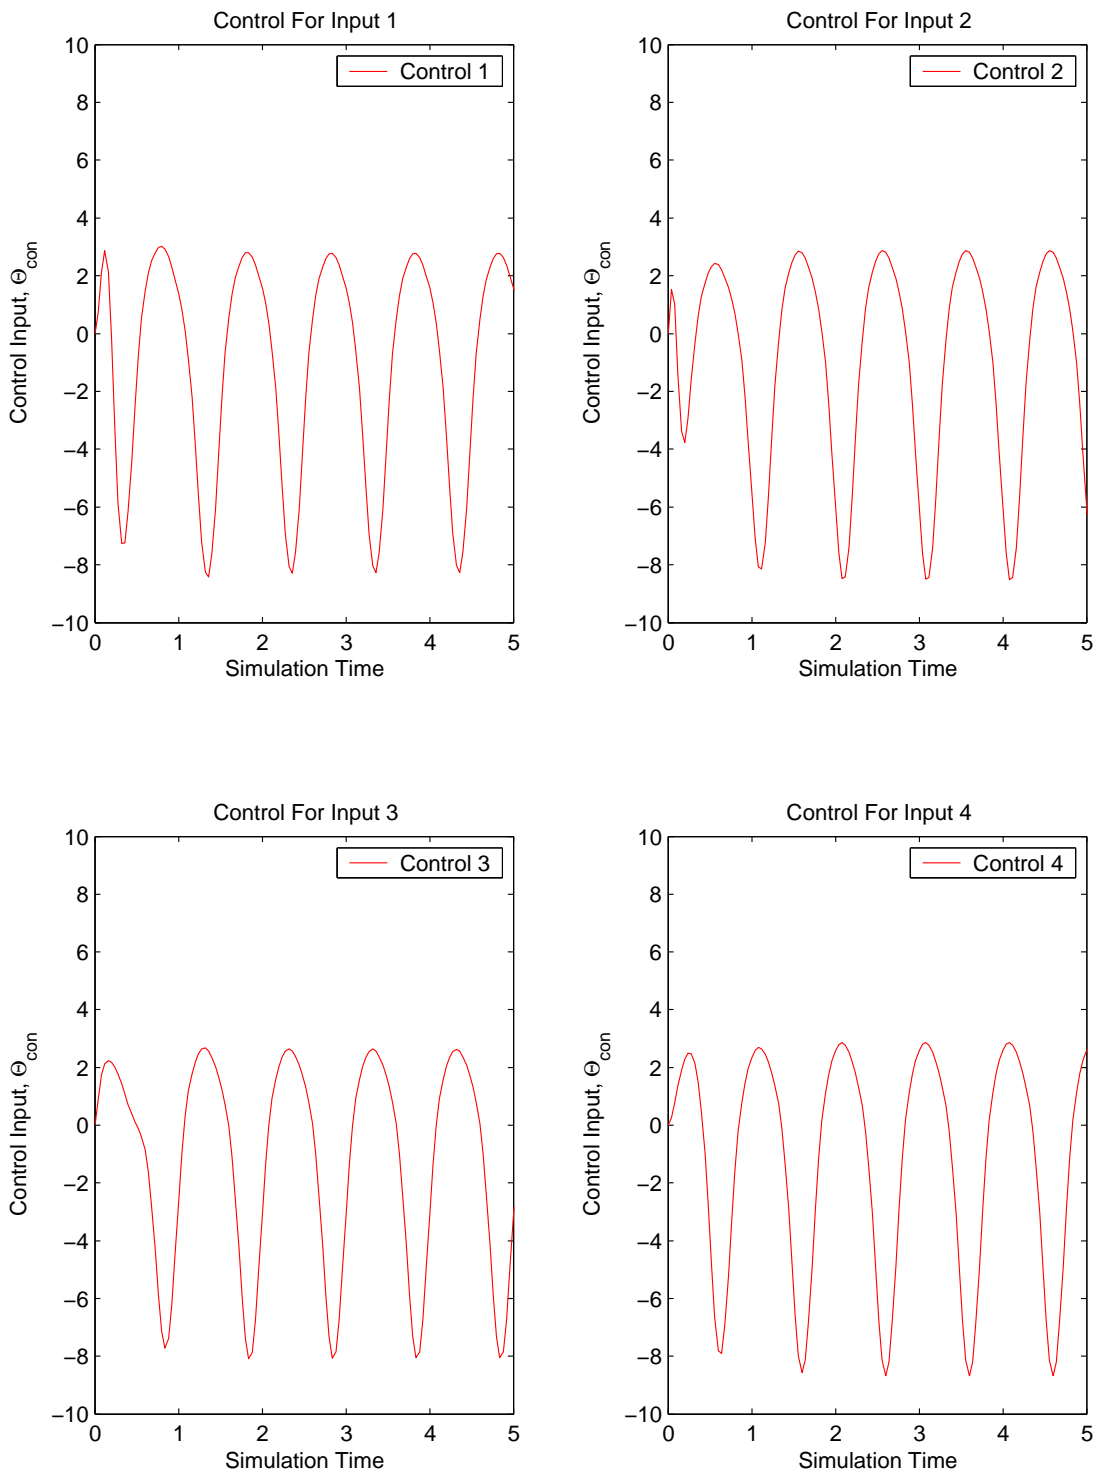 Control For Input 1
10
8
6
4
2
0
−2
−4
−6
−8
−10
0 1 2 3 4 5
Simulation Time
Control Input, Θcon
Control 1
Control For Input 2
10
8
6
4
2
0
−2
−4
−6
−8
−10
0 1 2 3 4 5
Simulation Time
Control Input, Θcon
Control 2
Control For Input 3
10
8
6
4
2
0
−2
−4
−6
−8
−10
0 1 2 3 4 5
Simulation Time
Control Input, Θcon
Control 3
Control For Input 4
10
8
6
4
2
0
−2
−4
−6
−8
−10
0 1 2 3 4 5
Simulation Time
Control Input, Θcon
Control 4